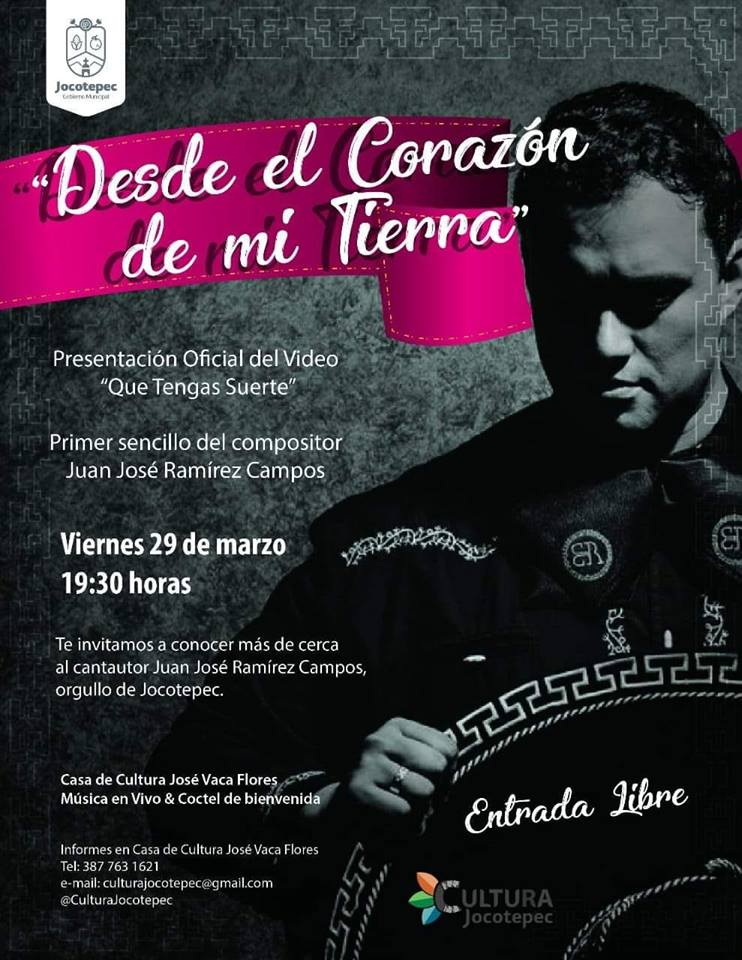 Jocotepec
Gobierno Municipal
“Desde el Corazón
de mi Tierra”
Presentación Oficial del Video
“Que Tengas Suerte”
Primer sencillo del compositor
Juan José Ramírez Campos
Viernes 29 de marzo
19:30 horas
Te invitamos a conocer más de cerca
al cantautor Juan José Ramírez Campos,
orgullo de Jocotepec.
Casa de Cultura José Vaca Flores
Música en Vivo & Coctel de bienvenida
Entrada Libre
Informes en Casa de Cultura José Vaca Flores
Tel: 387 763 1621
e-mail: culturajocotepec@gmail.com
@CulturaJocotepec
CULTURA
Jocotepec